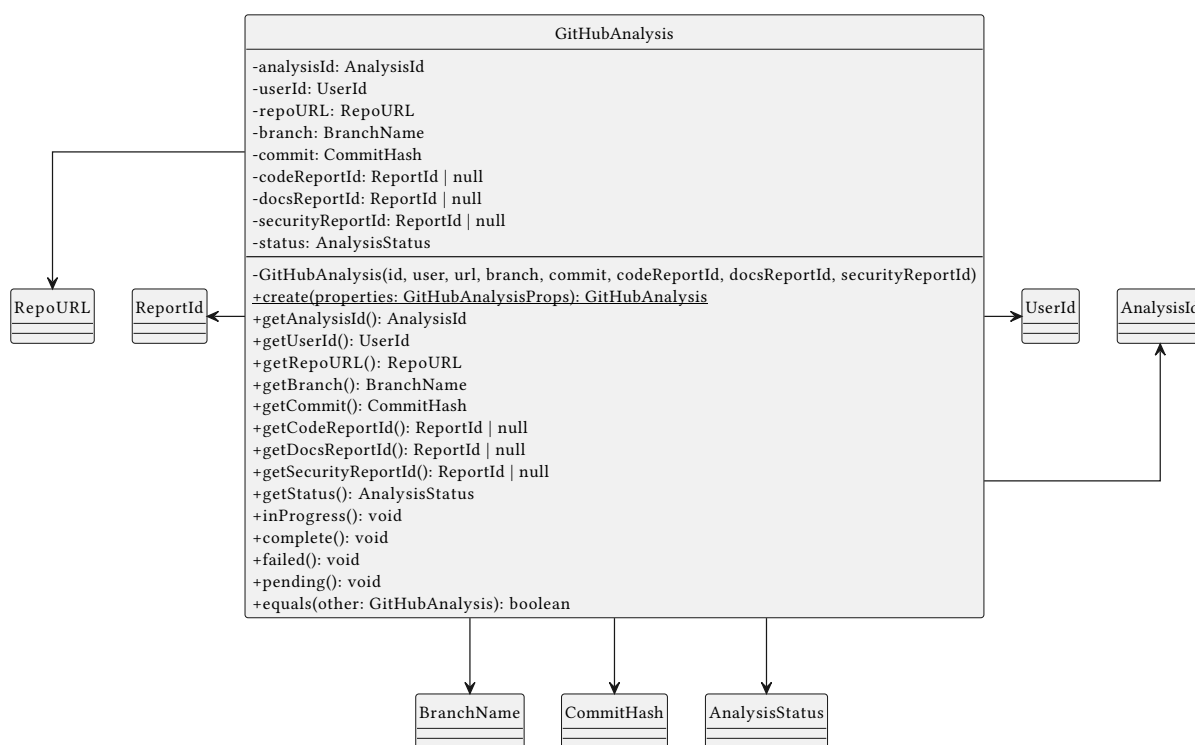 GitHubAnalysis
-analysisId: AnalysisId
-userId: UserId
-repoURL: RepoURL
-branch: BranchName
-commit: CommitHash
-codeReportId: ReportId | null
-docsReportId: ReportId | null
-securityReportId: ReportId | null
-status: AnalysisStatus
-GitHubAnalysis(id, user, url, branch, commit, codeReportId, docsReportId, securityReportId)
+create(properties: GitHubAnalysisProps): GitHubAnalysis
+getAnalysisId(): AnalysisId
+getUserId(): UserId
+getRepoURL(): RepoURL
+getBranch(): BranchName
+getCommit(): CommitHash
+getCodeReportId(): ReportId | null
+getDocsReportId(): ReportId | null
+getSecurityReportId(): ReportId | null
+getStatus(): AnalysisStatus
+inProgress(): void
+complete(): void
+failed(): void
+pending(): void
+equals(other: GitHubAnalysis): boolean
RepoURL
ReportId
UserId
AnalysisId
BranchName
CommitHash
AnalysisStatus